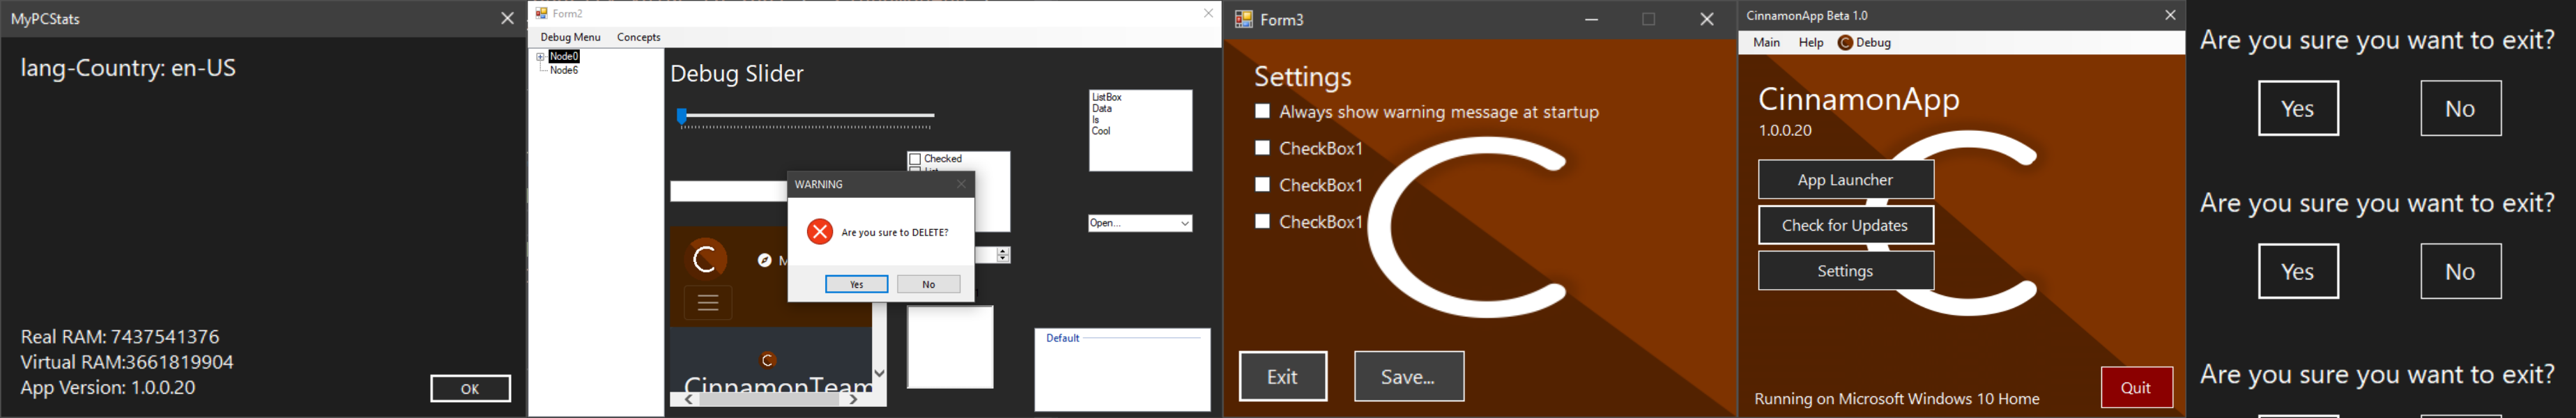 MyPCStats
lang-Country: en-US
Real RAM: 7437541376
Virtual RAM:3661819904
App Version: 1.0.0.20
OK
Form2
Debug Menu Concepts
Node0
Node6
Debug Slider
ListBox
Data
Is
Cool
Checked
WARNING
Are you sure to DELETE?
Yes No
Open...
M
Default
CinnamonTeam
Form3
Settings
Always show warning message at startup
CheckBox1
CheckBox1
CheckBox1
Exit Save...
CinnamonApp Beta 1.0
Main Help Debug
CinnamonApp
1.0.0.20
App Launcher
Check for Updates
Settings
Running on Microsoft Windows 10 Home
Quit
Are you sure you want to exit?
Yes No
Are you sure you want to exit?
Yes No
Are you sure you want to exit?